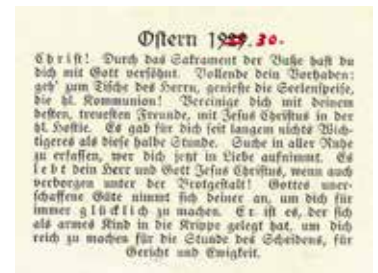 Ostern 1929. 30.
Christ! Durch das Sakrament der Buße hast du
dich mit Gott versöhnt. Vollende dein Vorhaben:
geh' zum Tische des Herrn, genieße die Seelenspeise,
die hl. Kommunion! Vereinige dich mit deinem
besten, treuesten Freunde, mit Jesus Christus in der
hl. Hostie. Es gab für dich seit langem nichts Wich-
tigeres als diese halbe Stunde. Suche in aller Ruhe
zu erfassen, wer dich jetzt in Liebe aufnimmt. Es
lebt dein Herr und Gott Jesus Christus, wenn auch
verborgen unter der Brotgestalt! Gottes uner-
schaffene Güte nimmt sich deiner an, um dich für
immer glücklich zu machen. Er ist es, der sich
als armes Kind in die Krippe gelegt hat, um dich
reich zu machen für die Stunde des Scheidens, für
Gericht und Ewigkeit.